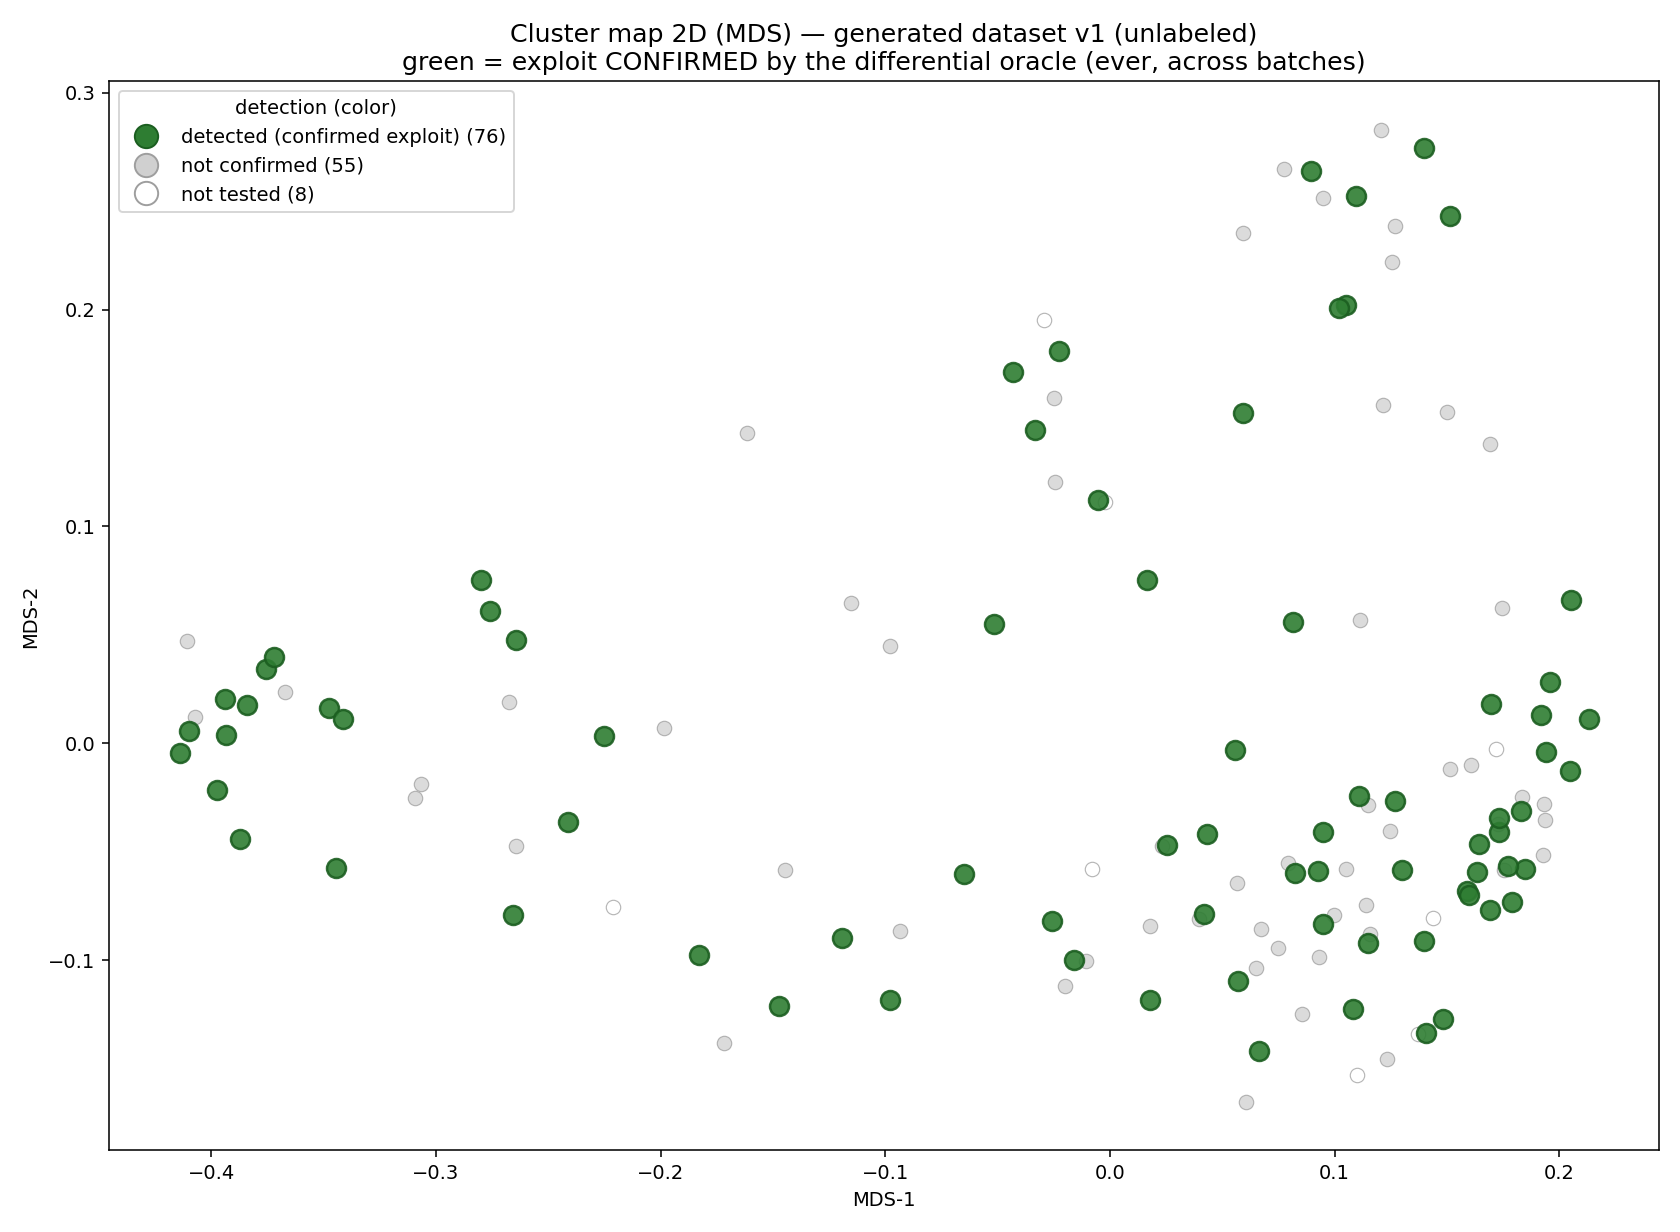 Cluster map 2D (MDS) — generated dataset v1 (unlabeled)
green = exploit CONFIRMED by the differential oracle (ever, across batches)
detection (color)
detected (confirmed exploit) (76)
not confirmed (55)
not tested (8)
0.3
0.2
0.1
0.0
−0.1
MDS-2
−0.4
−0.3
−0.2
−0.1
0.0
0.1
0.2
MDS-1